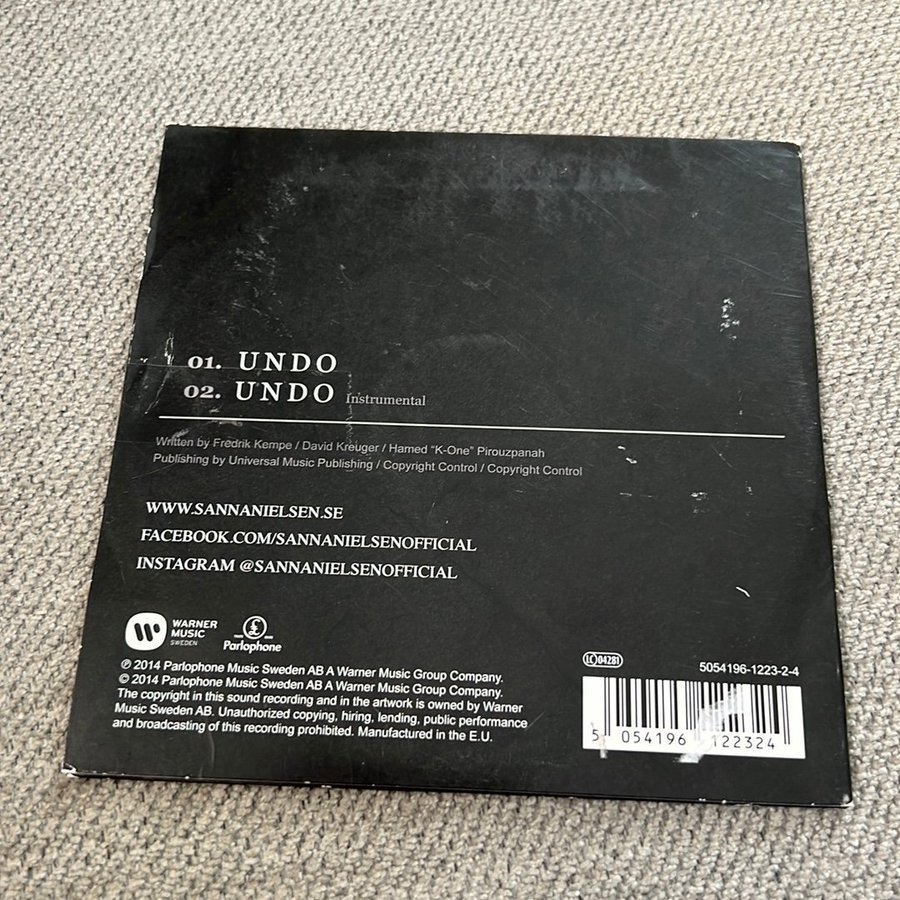 01. UNDO
02. UNDO Instrumental
Written by Fredrik Kempe / David Kreuger / Hamed "K-One" Pirouzpanah
Publishing by Universal Music Publishing / Copyright Control / Copyright Control
WWW.SANNANIELSEN.SE
FACEBOOK.COM/SANNANIELSENOFFICIAL
INSTAGRAM @SANNANIELSENOFFICIAL
WARNER MUSIC SWEDEN
£ Parlophone
℗ 2014 Parlophone Music Sweden AB A Warner Music Group Company.
© 2014 Parlophone Music Sweden AB A Warner Music Group Company.
The copyright in this sound recording and in the artwork is owned by Warner
Music Sweden AB. Unauthorized copying, hiring, lending, public performance
and broadcasting of this recording prohibited. Manufactured in the E.U.
LC 04281
5054196-1223-2-4
5 054196 122324